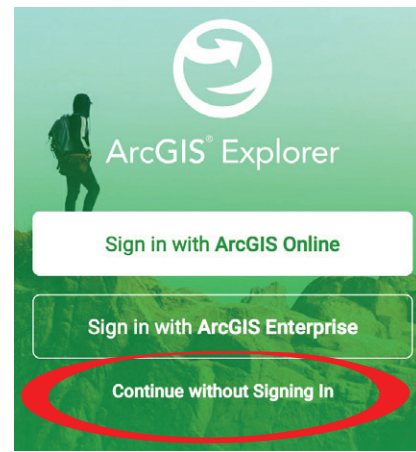 ArcGIS® Explorer
Sign in with ArcGIS Online
Sign in with ArcGIS Enterprise
Continue without Signing In